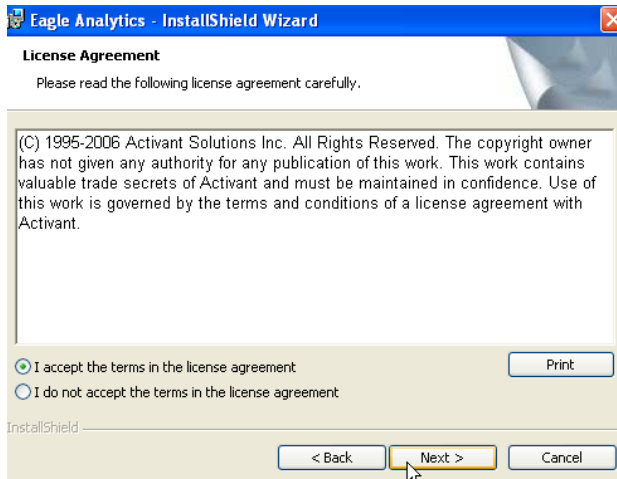 Eagle Analytics - InstallShield Wizard
License Agreement
Please read the following license agreement carefully.
(C) 1995-2006 Activant Solutions Inc. All Rights Reserved. The copyright owner
has not given any authority for any publication of this work. This work contains
valuable trade secrets of Activant and must be maintained in confidence. Use of
this work is governed by the terms and conditions of a license agreement with
Activant.
I accept the terms in the license agreement
Print
I do not accept the terms in the license agreement
InstallShield
< Back
Next >
Cancel